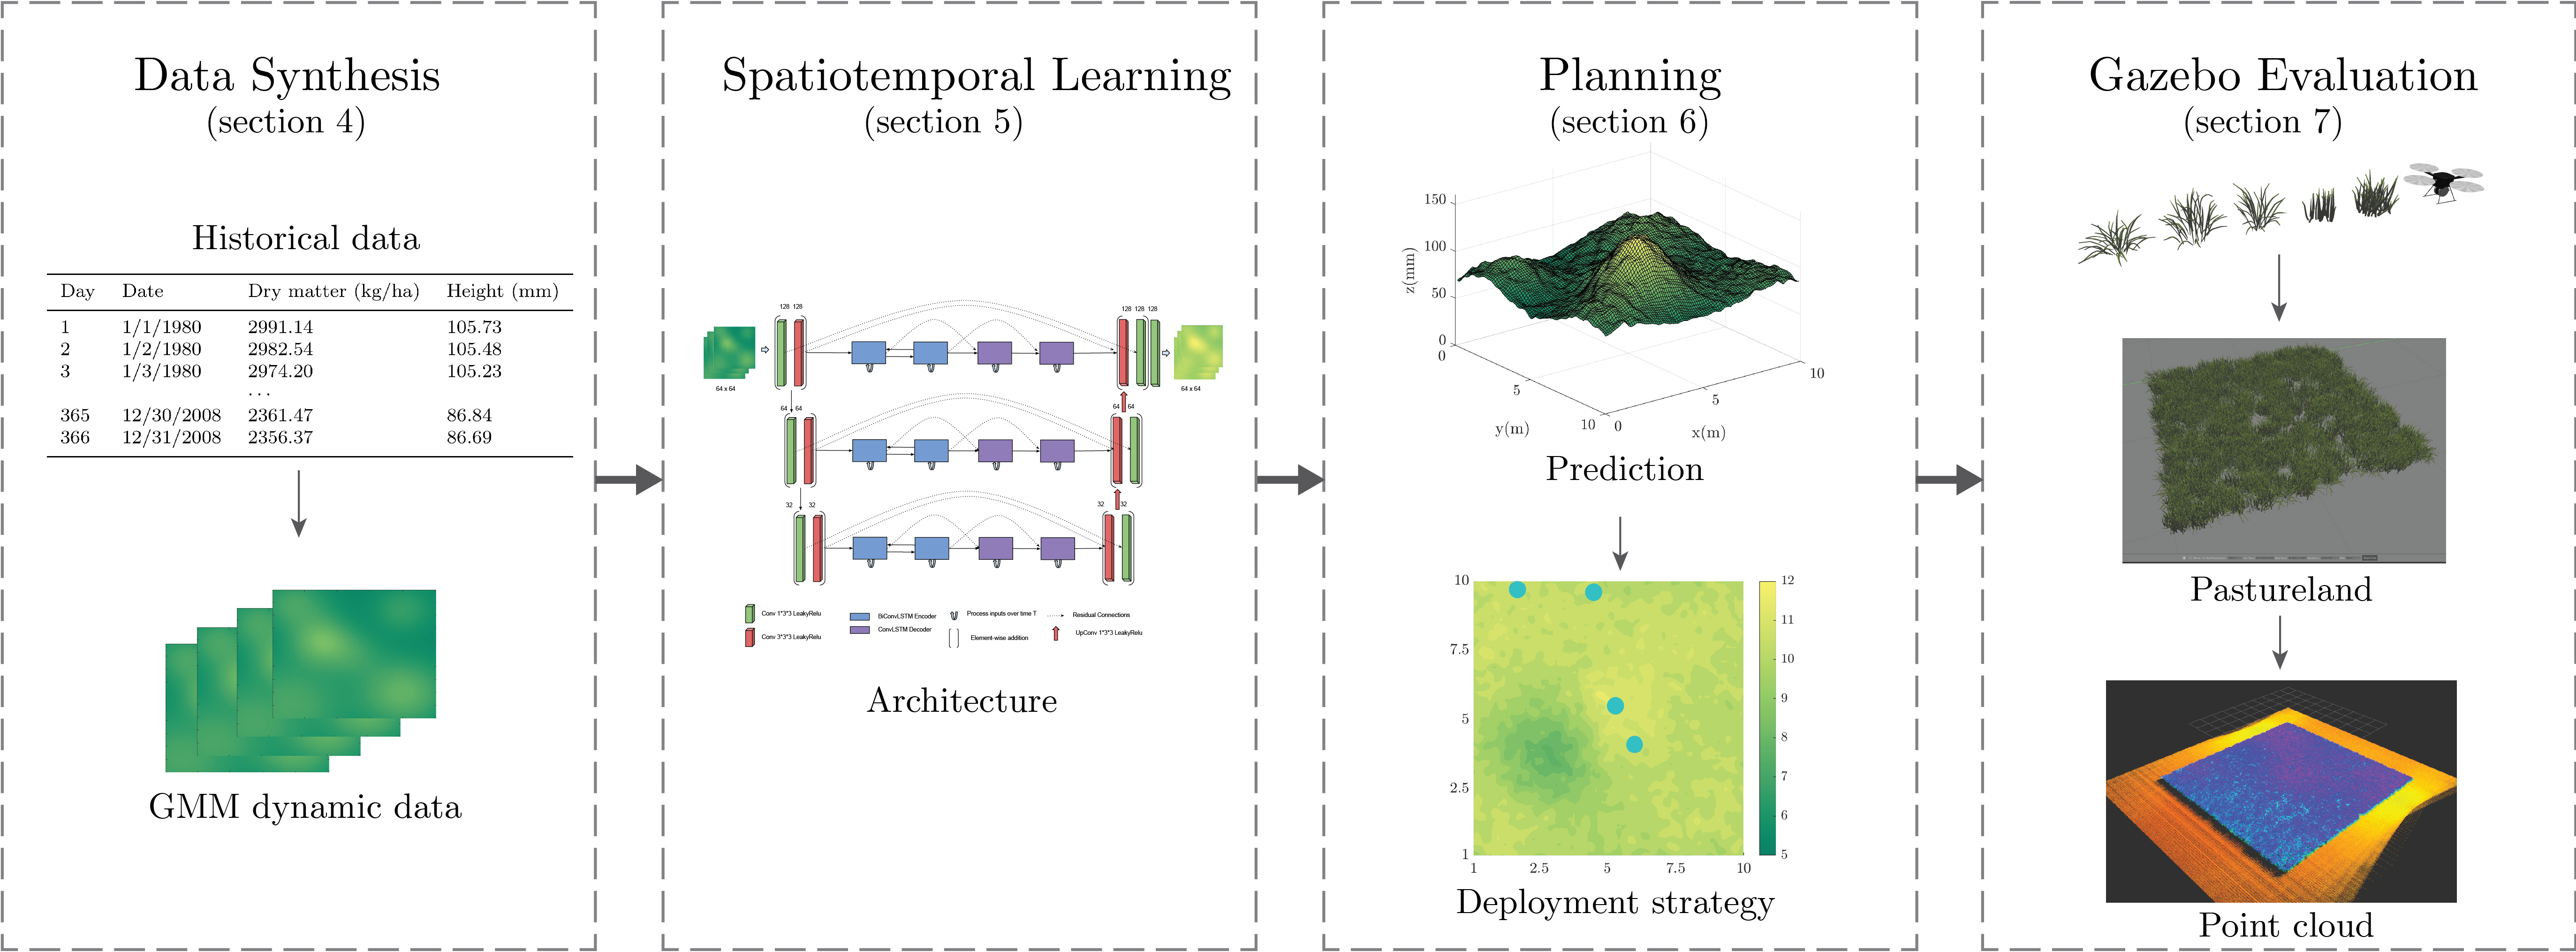 Data Synthesis
(section 4)
Historical data
Day Date Dry matter (kg/ha) Height (mm)
1 1/1/1980 2991.14 105.73
2 1/2/1980 2982.54 105.48
3 1/3/1980 2974.20 105.23
...
365 12/30/2008 2361.47 86.84
366 12/31/2008 2356.37 86.69
GMM dynamic data
Spatiotemporal Learning
(section 5)
128 128
128 128 128
64 x 64
64 x 64
64 64
64 64
32 32
32 32
Conv 1*3*3 LeakyRelu
Conv 3*3*3 LeakyRelu
BiConvLSTM Encoder
ConvLSTM Decoder
Process inputs over time T
Element-wise addition
Residual Connections
UpConv 1*3*3 LeakyRelu
Architecture
Planning
(section 6)
150
100
50
0
z(mm)
0
5
10
y(m)
0
5
10
x(m)
Prediction
10
7.5
5
2.5
1
1 2.5 5 7.5 10
12
11
10
9
8
7
6
5
Deployment strategy
Gazebo Evaluation
(section 7)
Pastureland
Point cloud